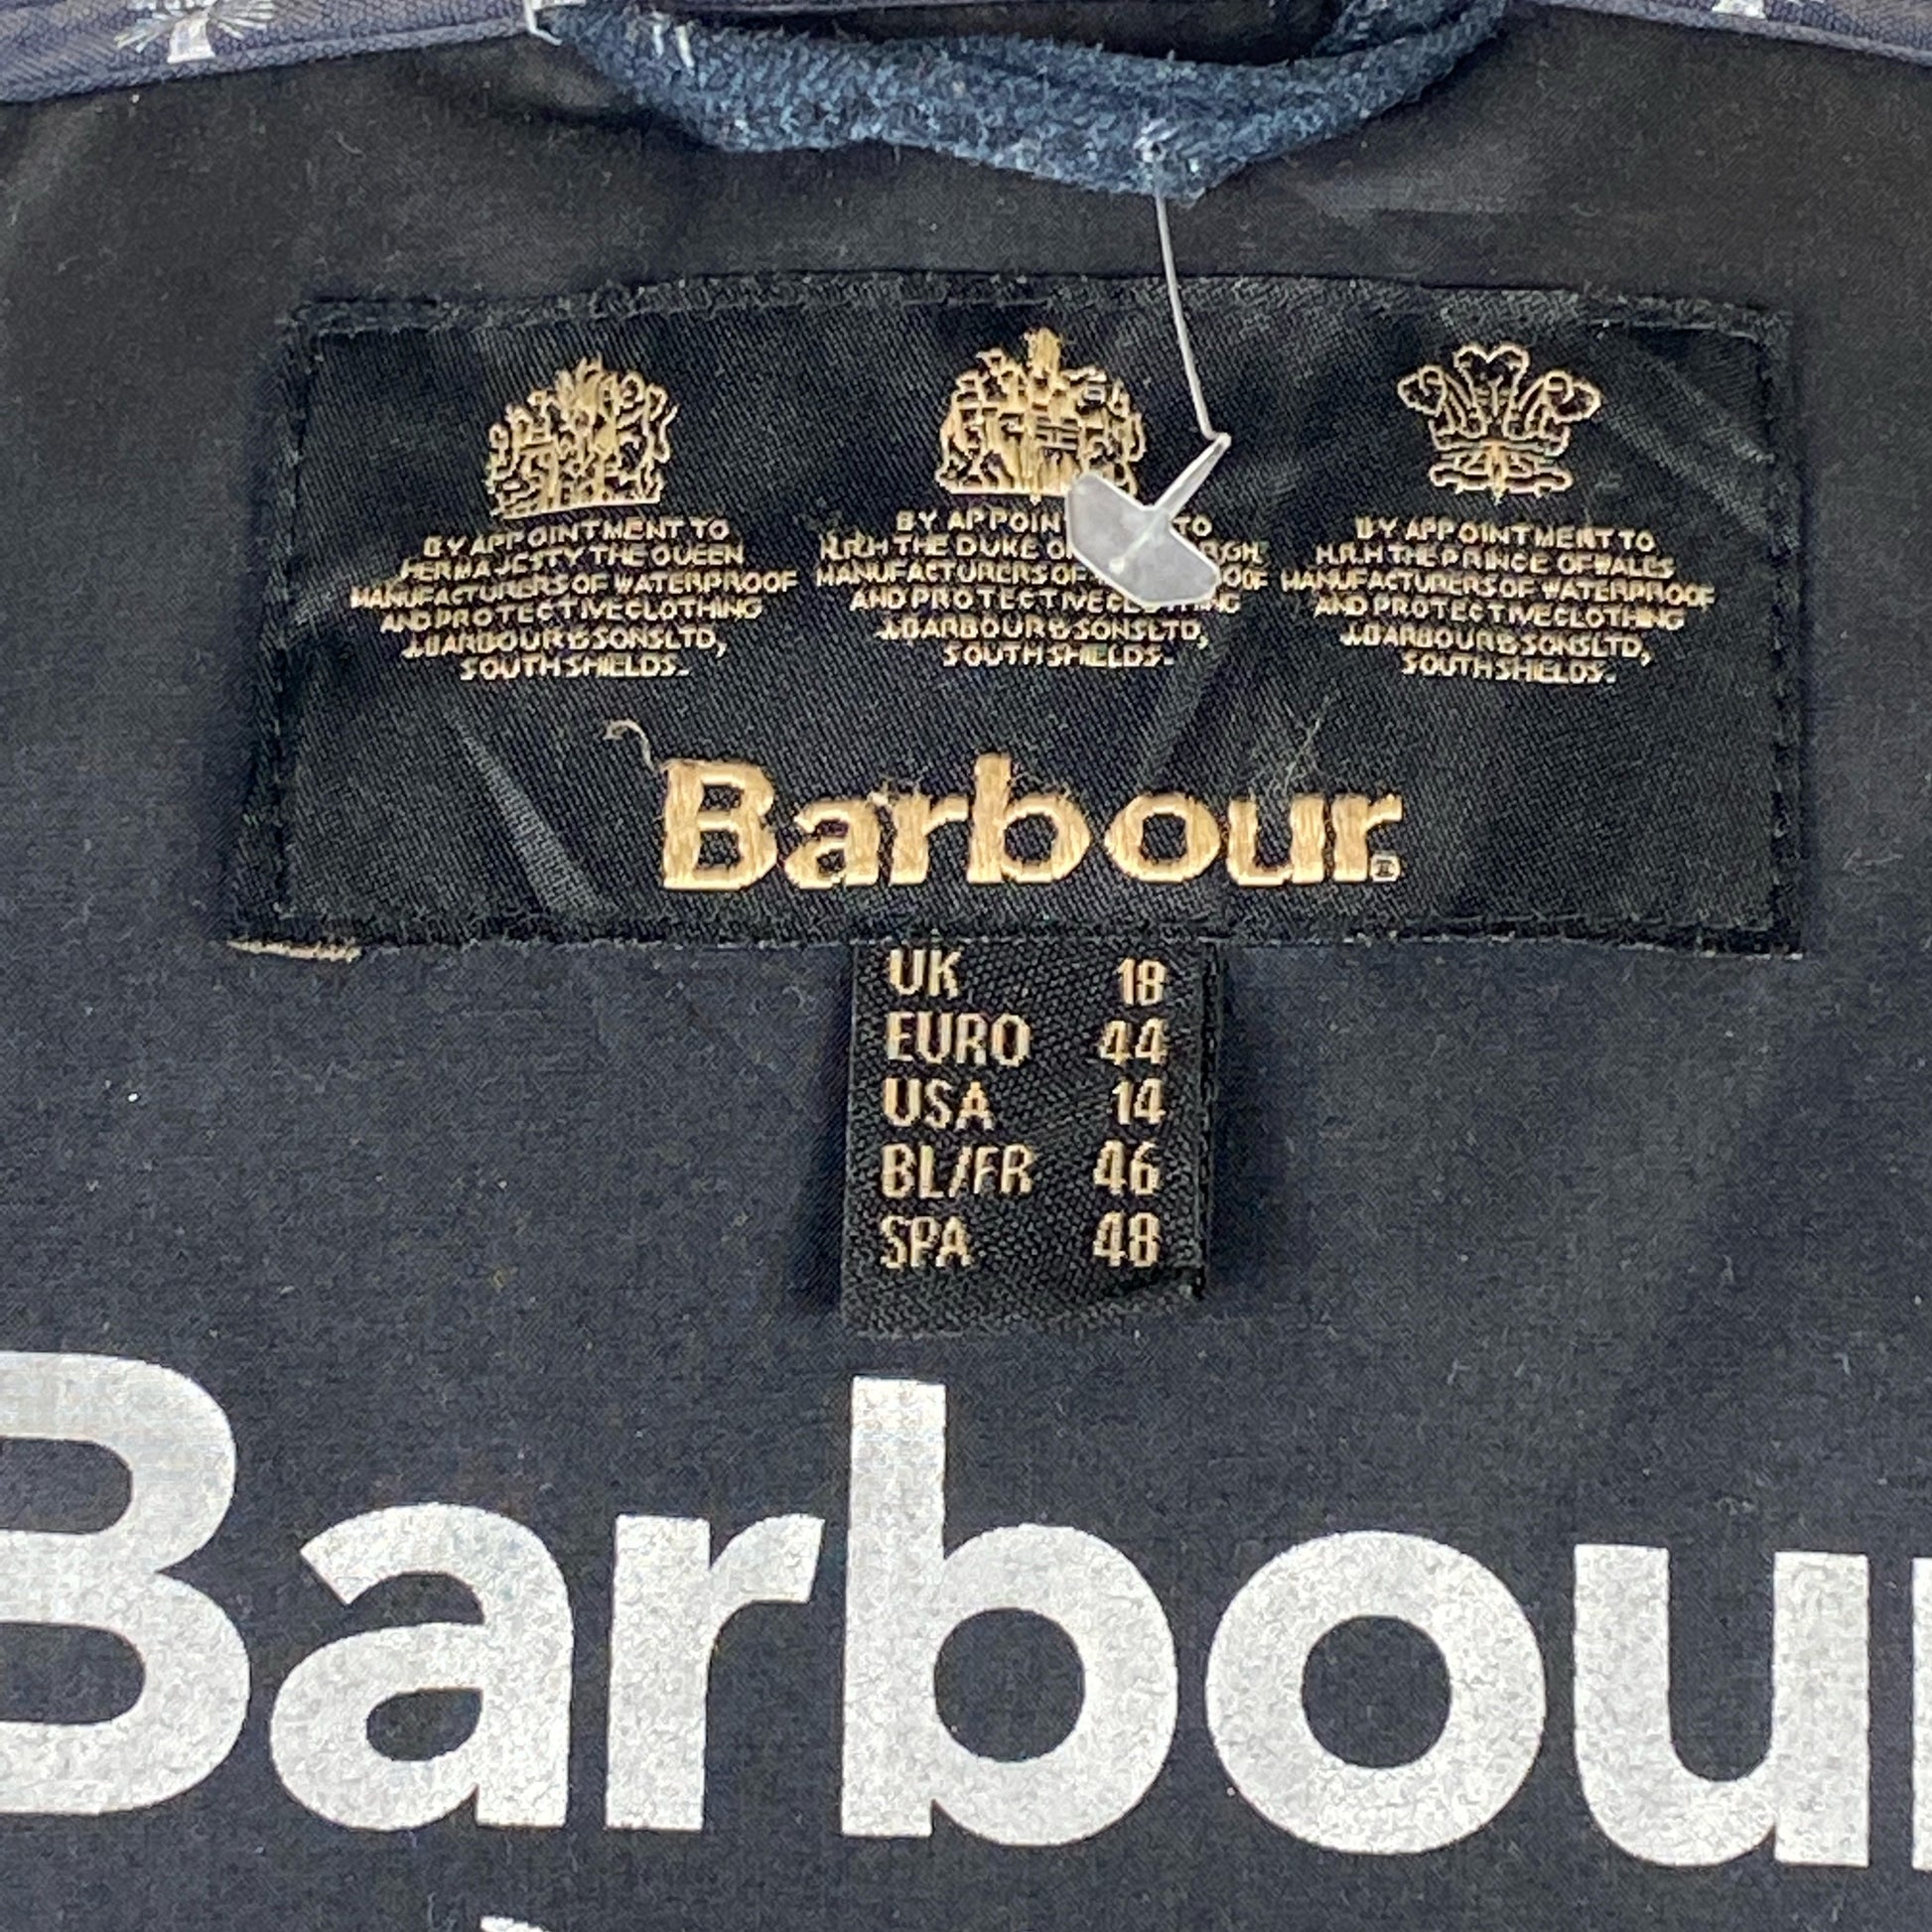 BY APPOINTMENT TO
HER MAJESTY THE QUEEN
MANUFACTURERS OF WATERPROOF
AND PROTECTIVE CLOTHING
J.BARBOUR & SONS LTD,
SOUTH SHIELDS.
BY TO
H.R.H THE DUKE
MANUFACTURERS OF
AND PROTECTIVE CLOTHING
J.BARBOUR & SONS LTD,
SOUTH SHIELDS.
BY APPOINTMENT TO
H.R.H THE PRINCE OF WALES
MANUFACTURERS OF WATERPROOF
AND PROTECTIVE CLOTHING
J.BARBOUR & SONS LTD,
SOUTH SHIELDS.
Barbour®
UK 18
EURO 44
USA 14
BL/FR 46
SPA 48
Barbour